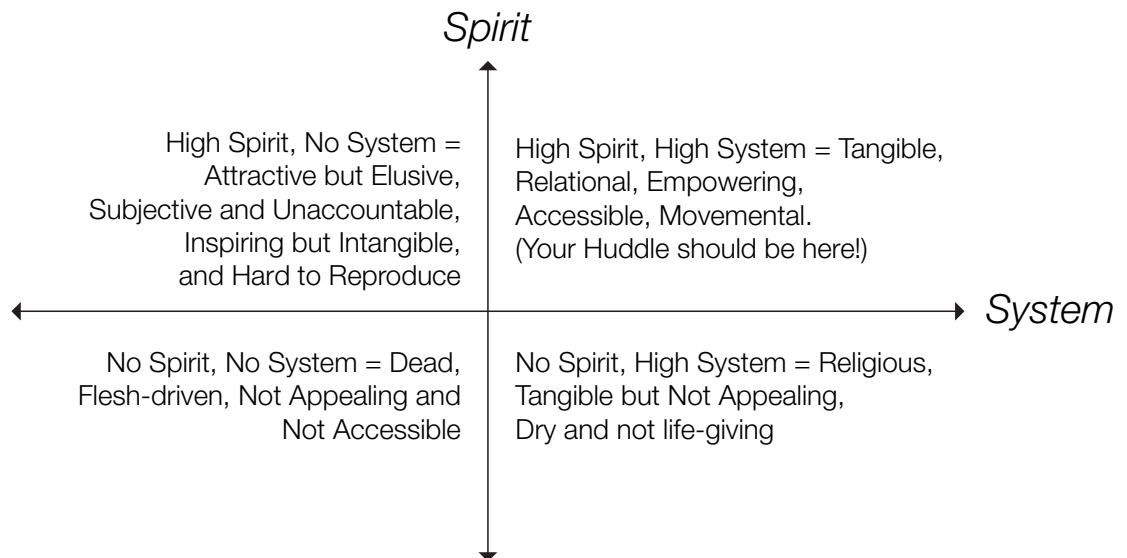 Spirit
High Spirit, No System =
Attractive but Elusive,
Subjective and Unaccountable,
Inspiring but Intangible,
and Hard to Reproduce
High Spirit, High System = Tangible,
Relational, Empowering,
Accessible, Movemental.
(Your Huddle should be here!)
System
No Spirit, No System = Dead,
Flesh-driven, Not Appealing and
Not Accessible
No Spirit, High System = Religious,
Tangible but Not Appealing,
Dry and not life-giving